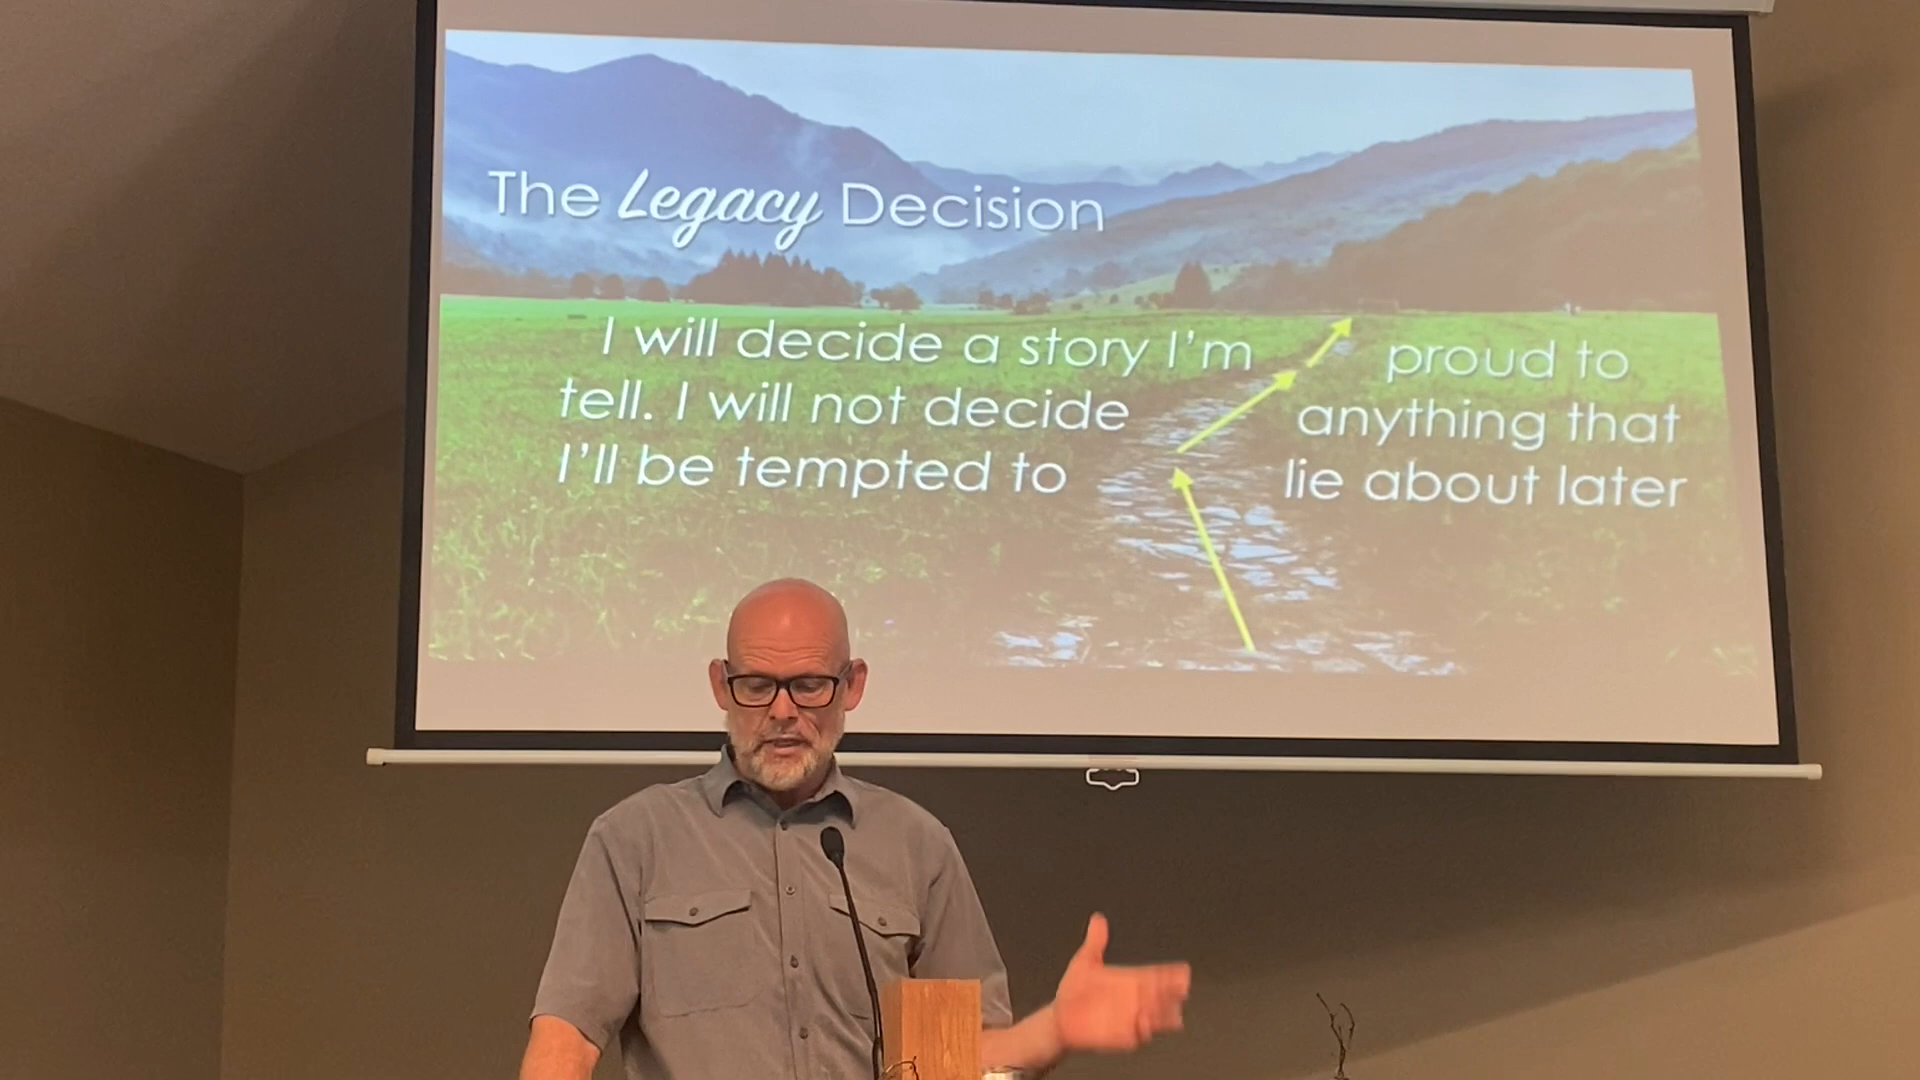 The Legacy Decision
I will decide a story I'm proud to
tell. I will not decide anything that
I'll be tempted to lie about later